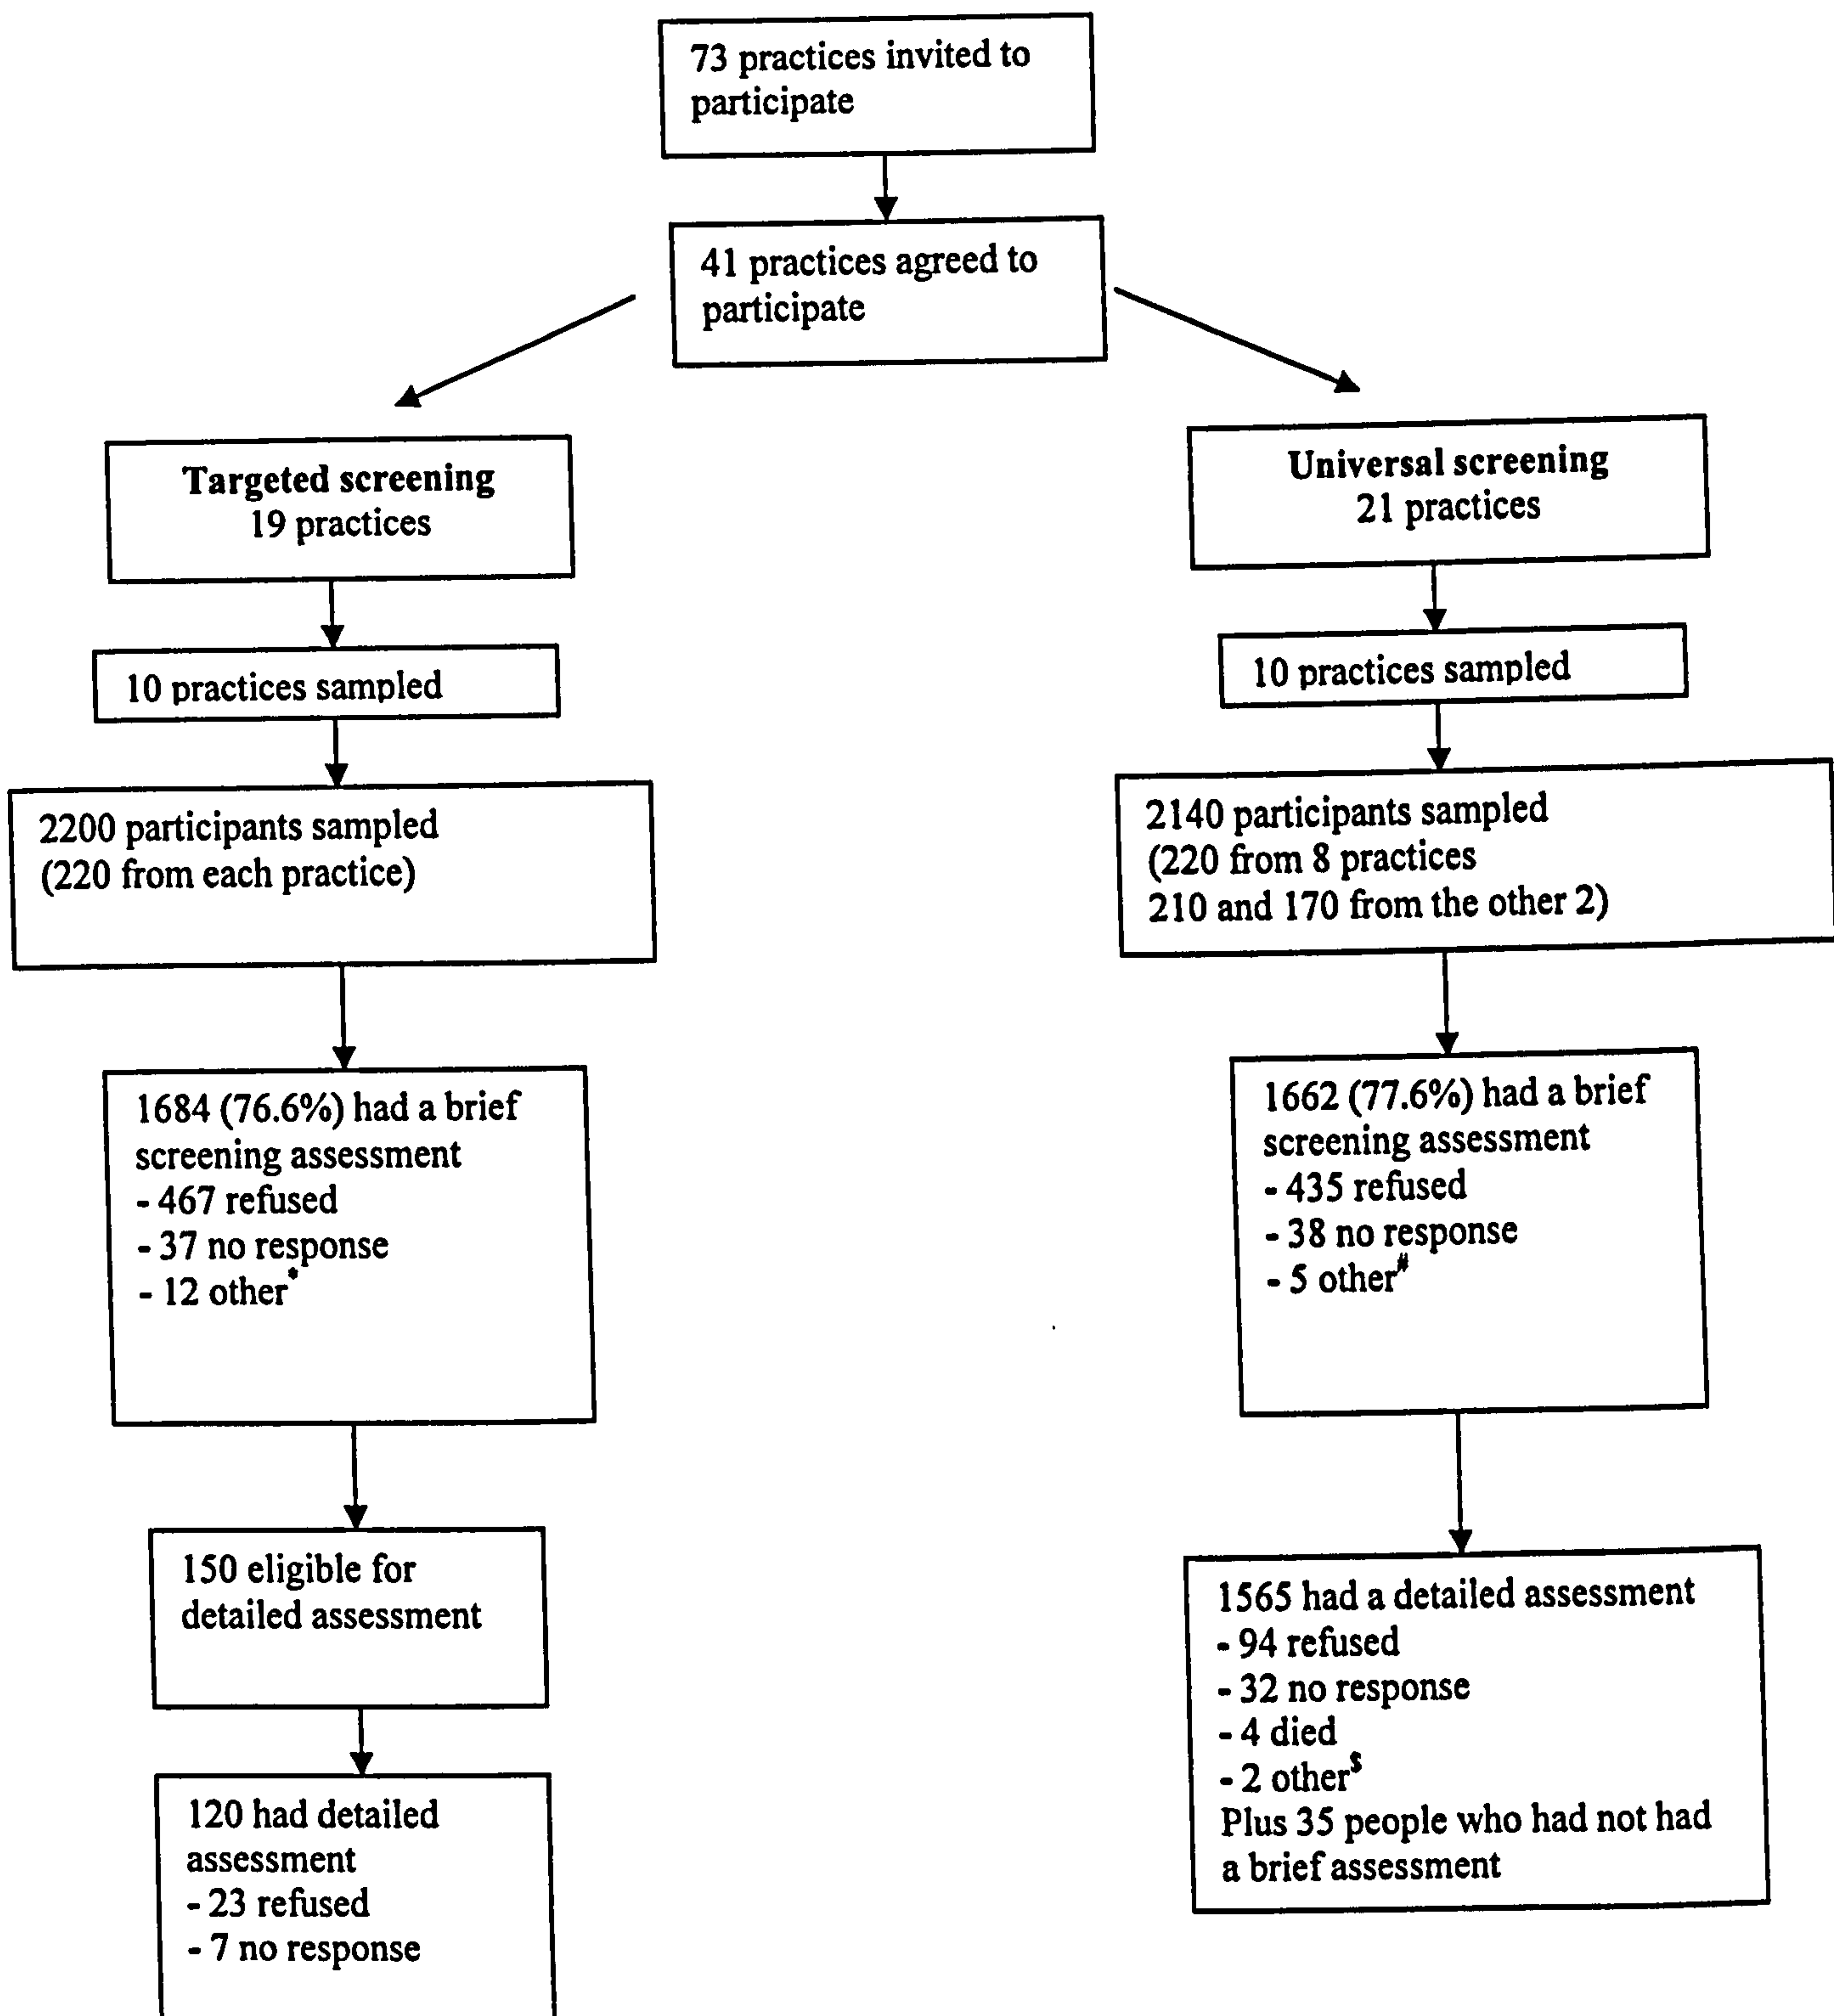 73 practices invited to
participate
41 practices agreed to
participate
Targeted screening
19 practices
Universal screening
21 practices
10 practices sampled
10 practices sampled
2200 participants sampled
(220 from each practice)
2140 participants sampled
(220 from 8 practices
210 and 170 from the other 2)
1684 (76.6%) had a brief
screening assessment
- 467 refused
- 37 no response
- 12 other*
1662 (77.6%) had a brief
screening assessment
- 435 refused
- 38 no response
- 5 other#
150 eligible for
detailed assessment
1565 had a detailed assessment
- 94 refused
- 32 no response
- 4 died
- 2 other$
Plus 35 people who had not had
a brief assessment
120 had detailed
assessment
- 23 refused
- 7 no response